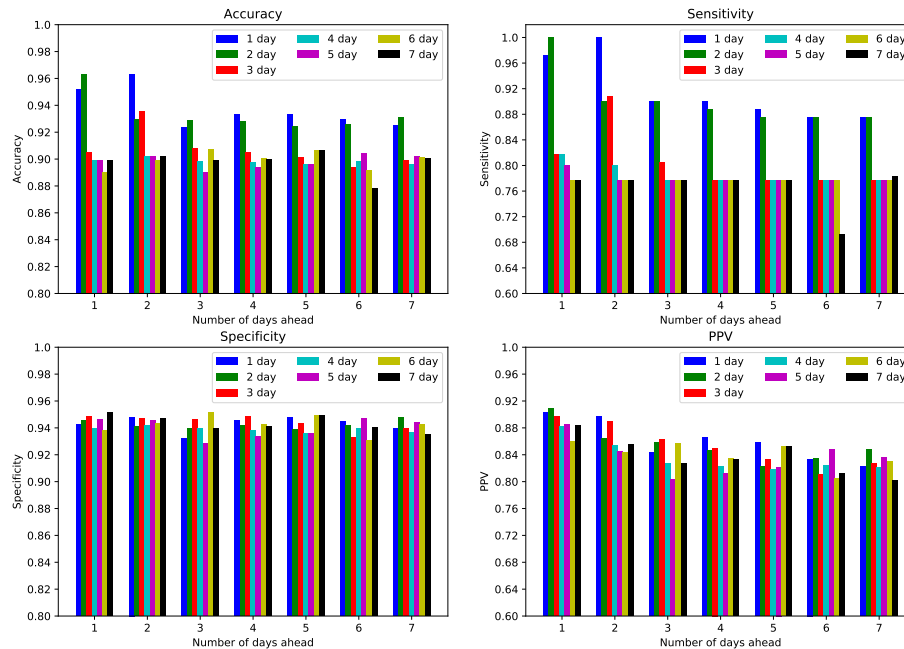 Accuracy
1.0
0.98
0.96
0.94
0.92
0.90
0.88
0.86
0.84
0.82
0.80
Accuracy
1 day
2 day
3 day
4 day
5 day
6 day
7 day
1 2 3 4 5 6 7
Number of days ahead
Sensitivity
1.0
0.96
0.92
0.88
0.84
0.80
0.76
0.72
0.68
0.64
0.60
Sensitivity
1 day
2 day
3 day
4 day
5 day
6 day
7 day
1 2 3 4 5 6 7
Number of days ahead
Specificity
1.0
0.98
0.96
0.94
0.92
0.90
0.88
0.86
0.84
0.82
0.80
Specificity
1 day
2 day
3 day
4 day
5 day
6 day
7 day
1 2 3 4 5 6 7
Number of days ahead
PPV
1.0
0.96
0.92
0.88
0.84
0.80
0.76
0.72
0.68
0.64
0.60
PPV
1 day
2 day
3 day
4 day
5 day
6 day
7 day
1 2 3 4 5 6 7
Number of days ahead